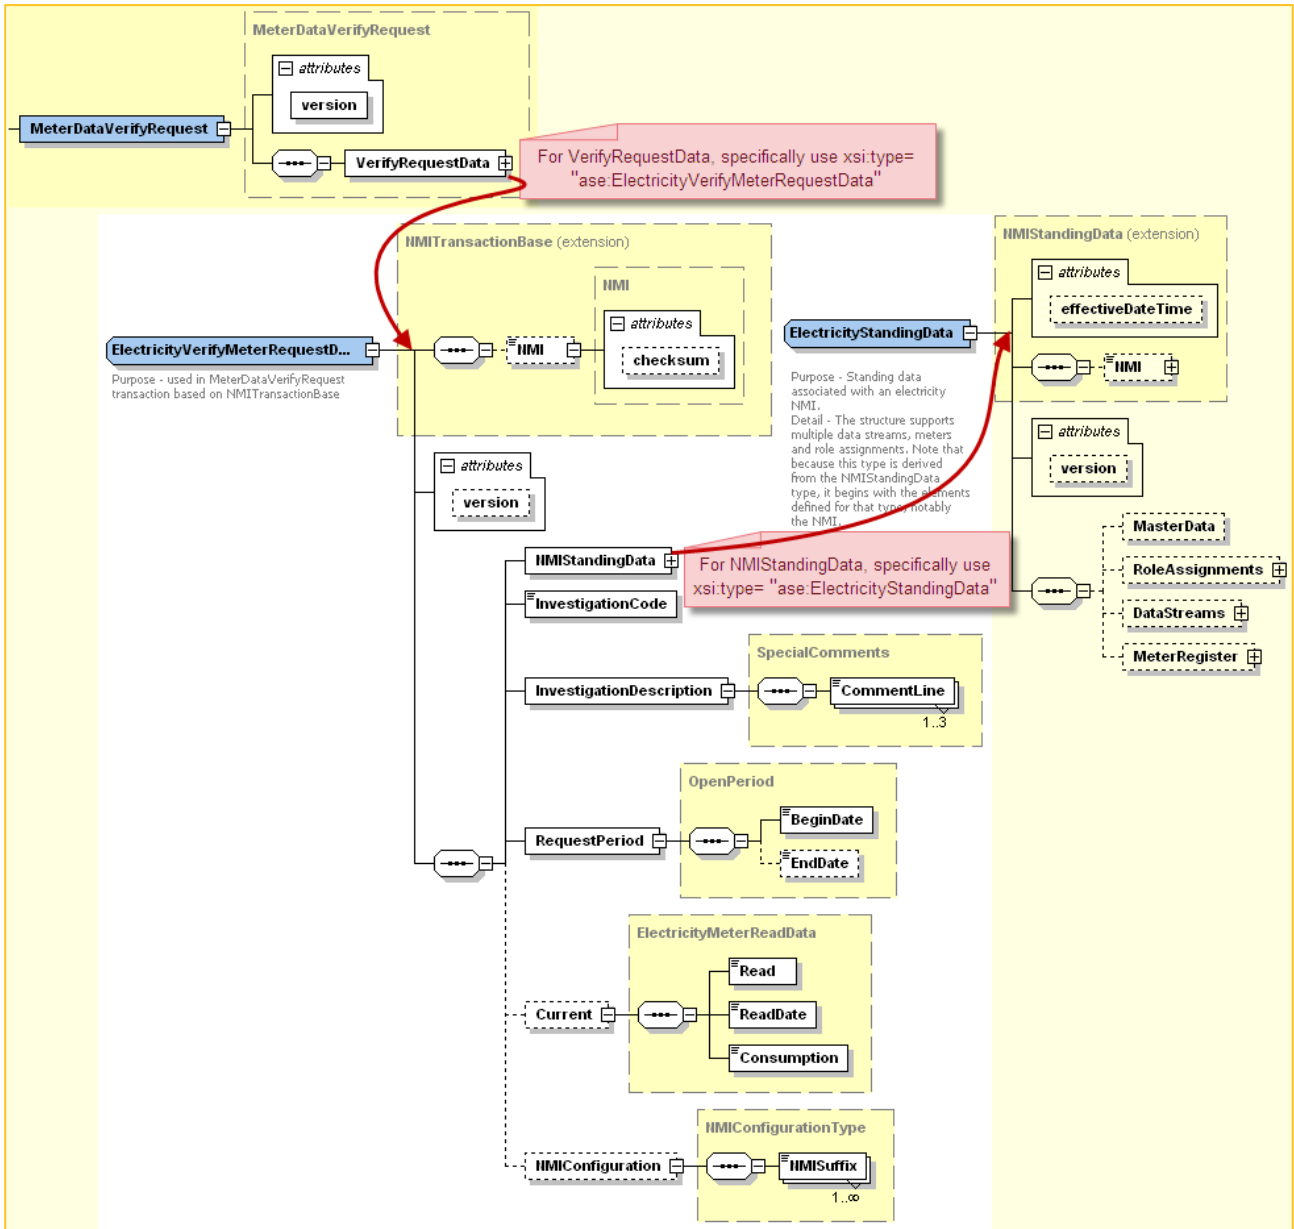 MeterDataVerifyRequest
attributes
version
MeterDataVerifyRequest
VerifyRequestData
For VerifyRequestData, specifically use xsi:type=
"ase:ElectricityVerifyMeterRequestData"
NMITransactionBase (extension)
NMI
attributes
checksum
NMI
ElectricityVerifyMeterRequestD...
Purpose - used in MeterDataVerifyRequest
transaction based on NMITransactionBase
attributes
version
NMIStandingData (extension)
attributes
effectiveDateTime
NMI
ElectricityStandingData
Purpose - Standing data
associated with an electricity
NMI.
Detail - The structure supports
multiple data streams, meters
and role assignments. Note that
because this type is derived
from the NMIStandingData
type, it begins with the elements
defined for that type, notably
the NMI.
attributes
version
MasterData
RoleAssignments
DataStreams
MeterRegister
NMIStandingData
For NMIStandingData, specifically use
xsi:type= "ase:ElectricityStandingData"
InvestigationCode
SpecialComments
InvestigationDescription
CommentLine
1..3
OpenPeriod
RequestPeriod
BeginDate
EndDate
ElectricityMeterReadData
Read
Current
ReadDate
Consumption
NMIConfigurationType
NMIConfiguration
NMISuffix
1..∞